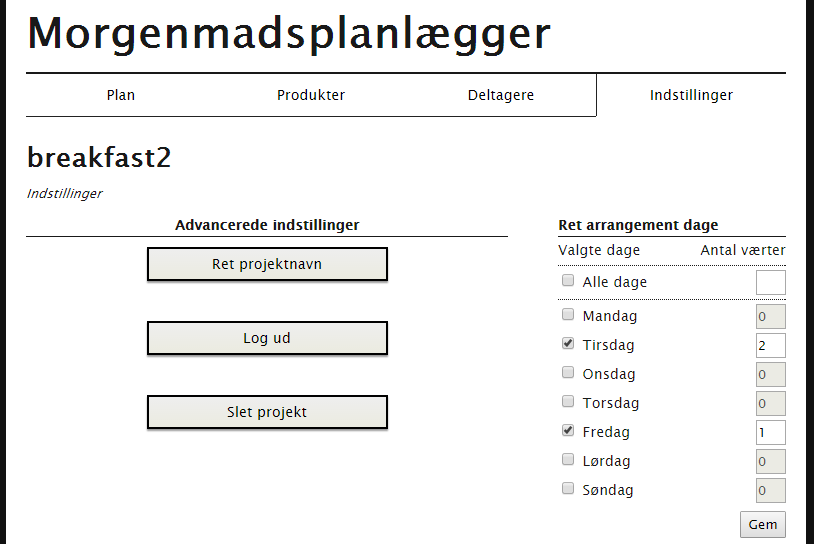 Morgenmadsplanlægger
Plan Produkter Deltagere Indstillinger
breakfast2
Indstillinger
Advancerede indstillinger
Ret projektnavn
Log ud
Slet projekt
Ret arrangement dage
Valgte dage Antal værter
Alle dage
Mandag 0
Tirsdag 2
Onsdag 0
Torsdag 0
Fredag 1
Lørdag 0
Søndag 0
Gem